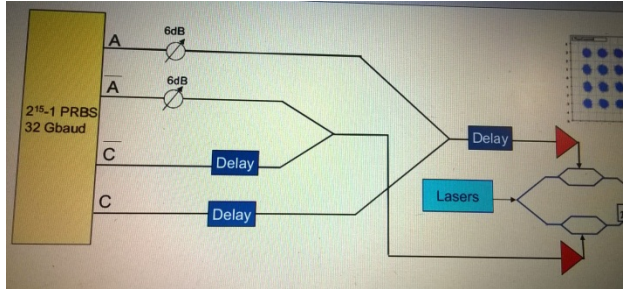 A
6dB
A
6dB
2¹⁵-1 PRBS
32 Gbaud
C
Delay
C
Delay
Delay
Lasers